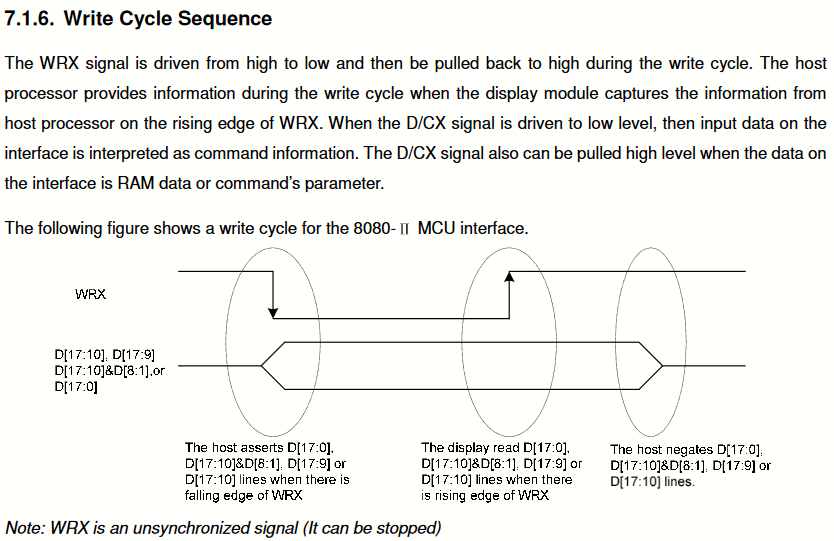 7.1.6. Write Cycle Sequence
The WRX signal is driven from high to low and then be pulled back to high during the write cycle. The host
processor provides information during the write cycle when the display module captures the information from
host processor on the rising edge of WRX. When the D/CX signal is driven to low level, then input data on the
interface is interpreted as command information. The D/CX signal also can be pulled high level when the data on
the interface is RAM data or command's parameter.
The following figure shows a write cycle for the 8080-Ⅱ MCU interface.
WRX
D[17:10], D[17:9]
D[17:10]&D[8:1],or
D[17:0]
The host asserts D[17:0],
D[17:10]&D[8:1], D[17:9] or
D[17:10] lines when there is
falling edge of WRX
The display read D[17:0],
D[17:10]&D[8:1], D[17:9] or
D[17:10] lines when there
is rising edge of WRX
The host negates D[17:0],
D[17:10]&D[8:1], D[17:9] or
D[17:10] lines.
Note: WRX is an unsynchronized signal (It can be stopped)